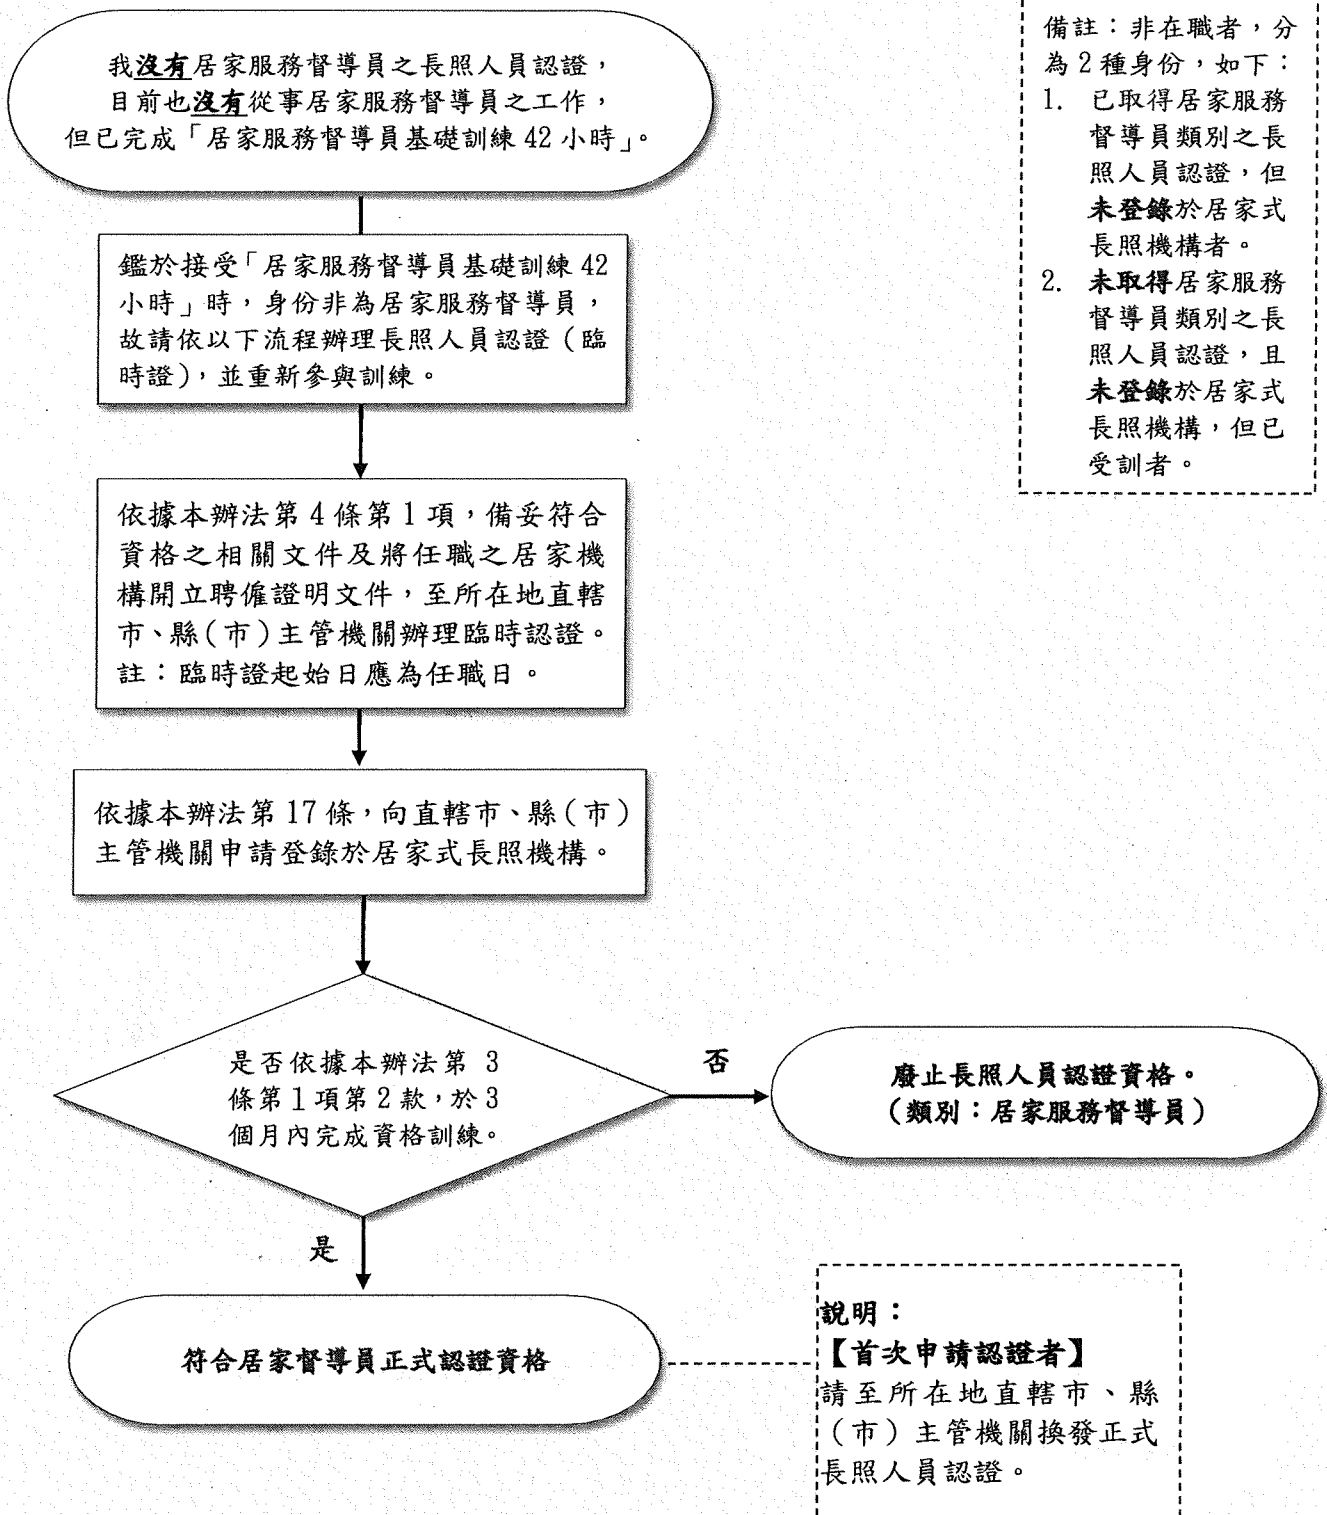 我沒有居家服務督導員之長照人員認證，
目前也沒有從事居家服務督導員之工作，
但已完成「居家服務督導員基礎訓練 42 小時」。
備註：非在職者，分
為 2 種身份，如下：
1. 已取得居家服務
督導員類別之長
照人員認證，但
未登錄於居家式
長照機構者。
2. 未取得居家服務
督導員類別之長
照人員認證，且
未登錄於居家式
長照機構，但已
受訓者。
鑑於接受「居家服務督導員基礎訓練 42
小時」時，身份非為居家服務督導員，
故請依以下流程辦理長照人員認證（臨
時證），並重新參與訓練。
依據本辦法第 4 條第 1 項，備妥符合
資格之相關文件及將任職之居家機
構開立聘僱證明文件，至所在地直轄
市、縣（市）主管機關辦理臨時認證。
註：臨時證起始日應為任職日。
依據本辦法第 17 條，向直轄市、縣（市）
主管機關申請登錄於居家式長照機構。
是否依據本辦法第 3
條第 1 項第 2 款，於 3
個月內完成資格訓練。
否
廢止長照人員認證資格。
（類別：居家服務督導員）
是
符合居家督導員正式認證資格
說明：
【首次申請認證者】
請至所在地直轄市、縣
（市）主管機關換發正式
長照人員認證。